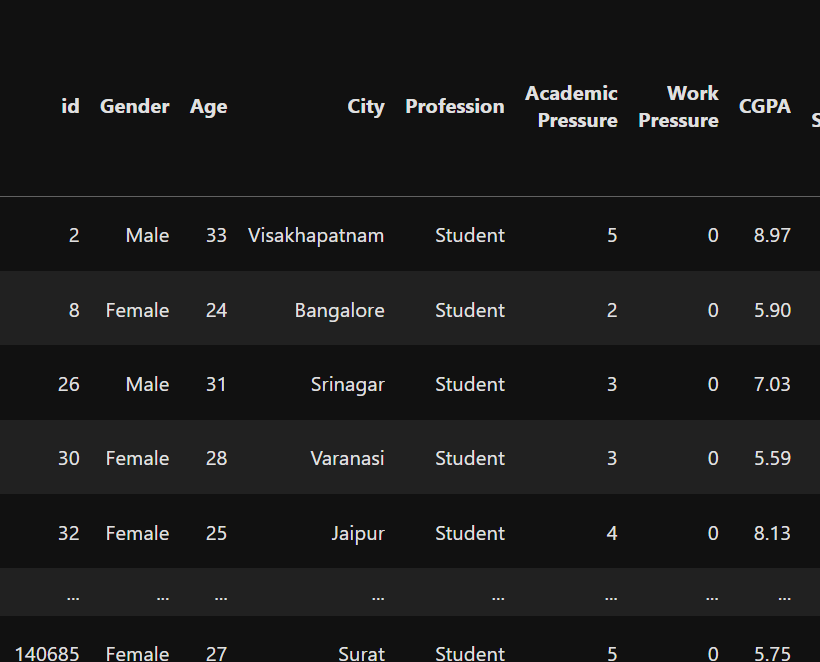 id Gender Age City Profession Academic Pressure Work Pressure CGPA S
2 Male 33 Visakhapatnam Student 5 0 8.97
8 Female 24 Bangalore Student 2 0 5.90
26 Male 31 Srinagar Student 3 0 7.03
30 Female 28 Varanasi Student 3 0 5.59
32 Female 25 Jaipur Student 4 0 8.13
... ... ... ... ... ... ... ...
140685 Female 27 Surat Student 5 0 5.75